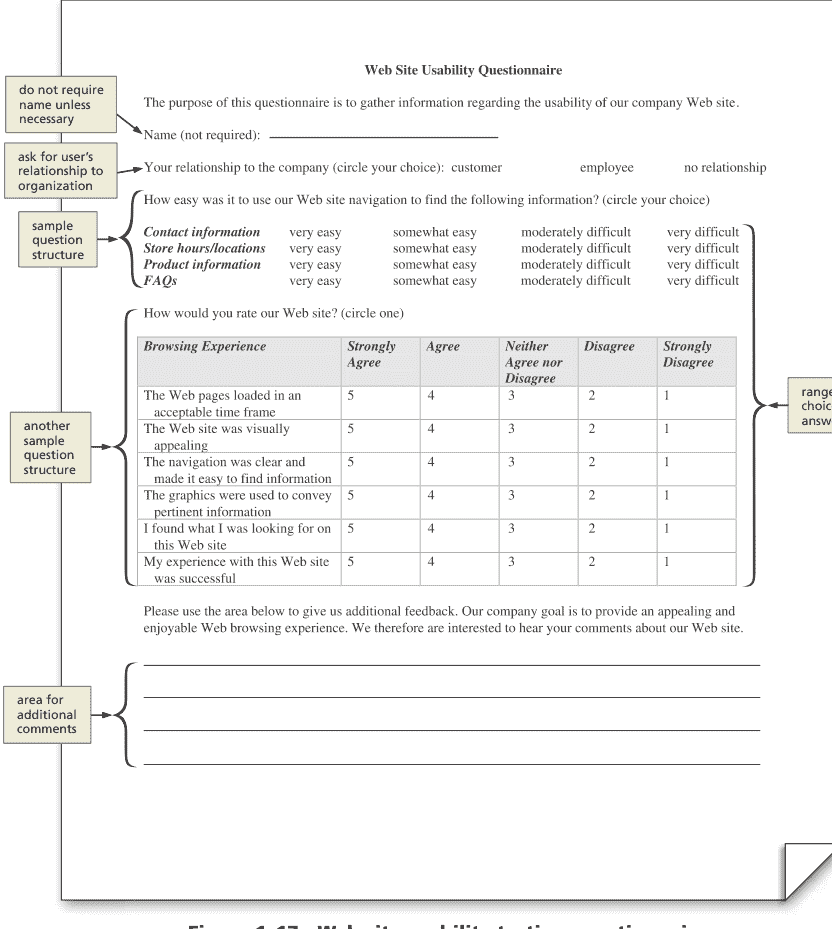 Web Site Usability Questionnaire
do not require
name unless
necessary
The purpose of this questionnaire is to gather information regarding the usability of our company Web site.
Name (not required):
ask for user's
relationship to
organization
Your relationship to the company (circle your choice): customer employee no relationship
How easy was it to use our Web site navigation to find the following information? (circle your choice)
sample
question
structure
Contact information very easy somewhat easy moderately difficult very difficult
Store hours/locations very easy somewhat easy moderately difficult very difficult
Product information very easy somewhat easy moderately difficult very difficult
FAQs very easy somewhat easy moderately difficult very difficult
How would you rate our Web site? (circle one)
Browsing Experience Strongly Agree Neither Disagree Strongly
Agree Agree nor Disagree
Disagree
The Web pages loaded in an 5 4 3 2 1
acceptable time frame
The Web site was visually 5 4 3 2 1
appealing
The navigation was clear and 5 4 3 2 1
made it easy to find information
The graphics were used to convey 5 4 3 2 1
pertinent information
I found what I was looking for on 5 4 3 2 1
this Web site
My experience with this Web site 5 4 3 2 1
was successful
another
sample
question
structure
range
Please use the area below to give us additional feedback. Our company goal is to provide an appealing and
enjoyable Web browsing experience. We therefore are interested to hear your comments about our Web site.
area for
additional
comments